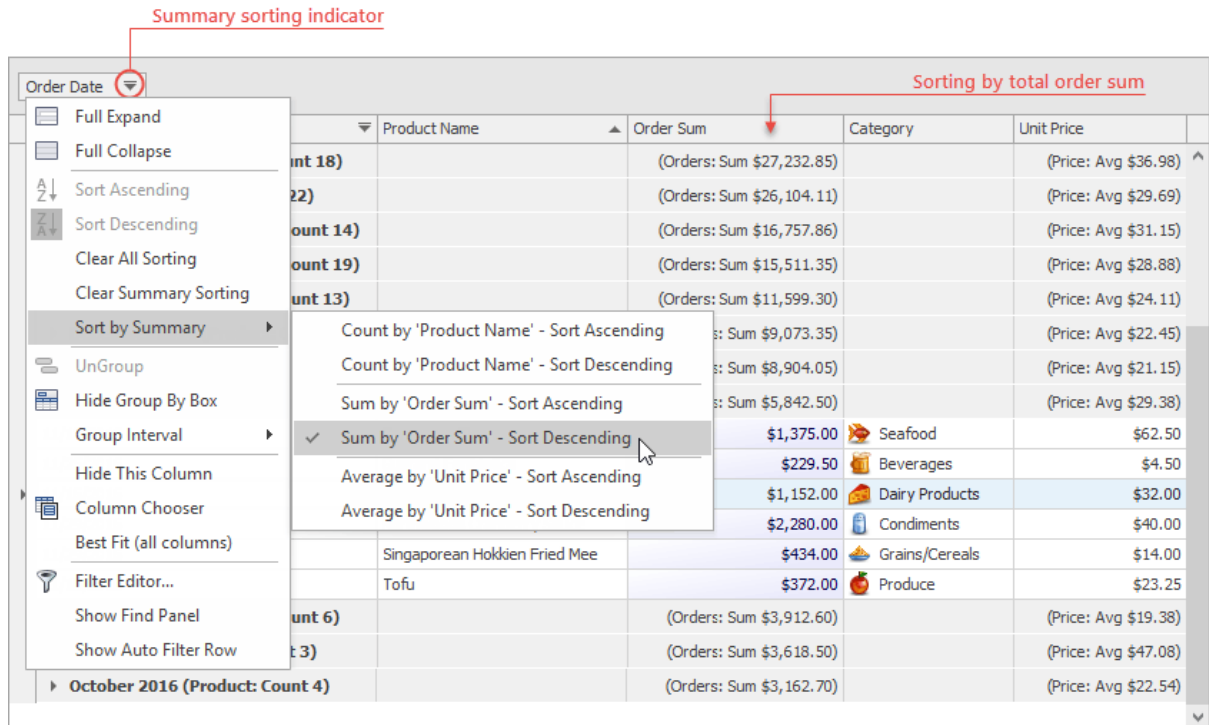 Summary sorting indicator
Order Date
Sorting by total order sum
Product Name Order Sum Category Unit Price
Full Expand
Full Collapse
Sort Ascending
Sort Descending
Clear All Sorting
Clear Summary Sorting
Sort by Summary
UnGroup
Hide Group By Box
Group Interval
Hide This Column
Column Chooser
Best Fit (all columns)
Filter Editor...
Show Find Panel
Show Auto Filter Row
Count by 'Product Name' - Sort Ascending
Count by 'Product Name' - Sort Descending
Sum by 'Order Sum' - Sort Ascending
Sum by 'Order Sum' - Sort Descending
Average by 'Unit Price' - Sort Ascending
Average by 'Unit Price' - Sort Descending
18) (Orders: Sum $27,232.85) (Price: Avg $36.98)
22) (Orders: Sum $26,104.11) (Price: Avg $29.69)
14) (Orders: Sum $16,757.86) (Price: Avg $31.15)
19) (Orders: Sum $15,511.35) (Price: Avg $28.88)
13) (Orders: Sum $11,599.30) (Price: Avg $24.11)
Sum $9,073.35) (Price: Avg $22.45)
Sum $8,904.05) (Price: Avg $21.15)
Sum $5,842.50) (Price: Avg $29.38)
$1,375.00 Seafood $62.50
$229.50 Beverages $4.50
$1,152.00 Dairy Products $32.00
$2,280.00 Condiments $40.00
Singaporean Hokkien Fried Mee $434.00 Grains/Cereals $14.00
Tofu $372.00 Produce $23.25
6) (Orders: Sum $3,912.60) (Price: Avg $19.38)
3) (Orders: Sum $3,618.50) (Price: Avg $47.08)
October 2016 (Product: Count 4) (Orders: Sum $3,162.70) (Price: Avg $22.54)